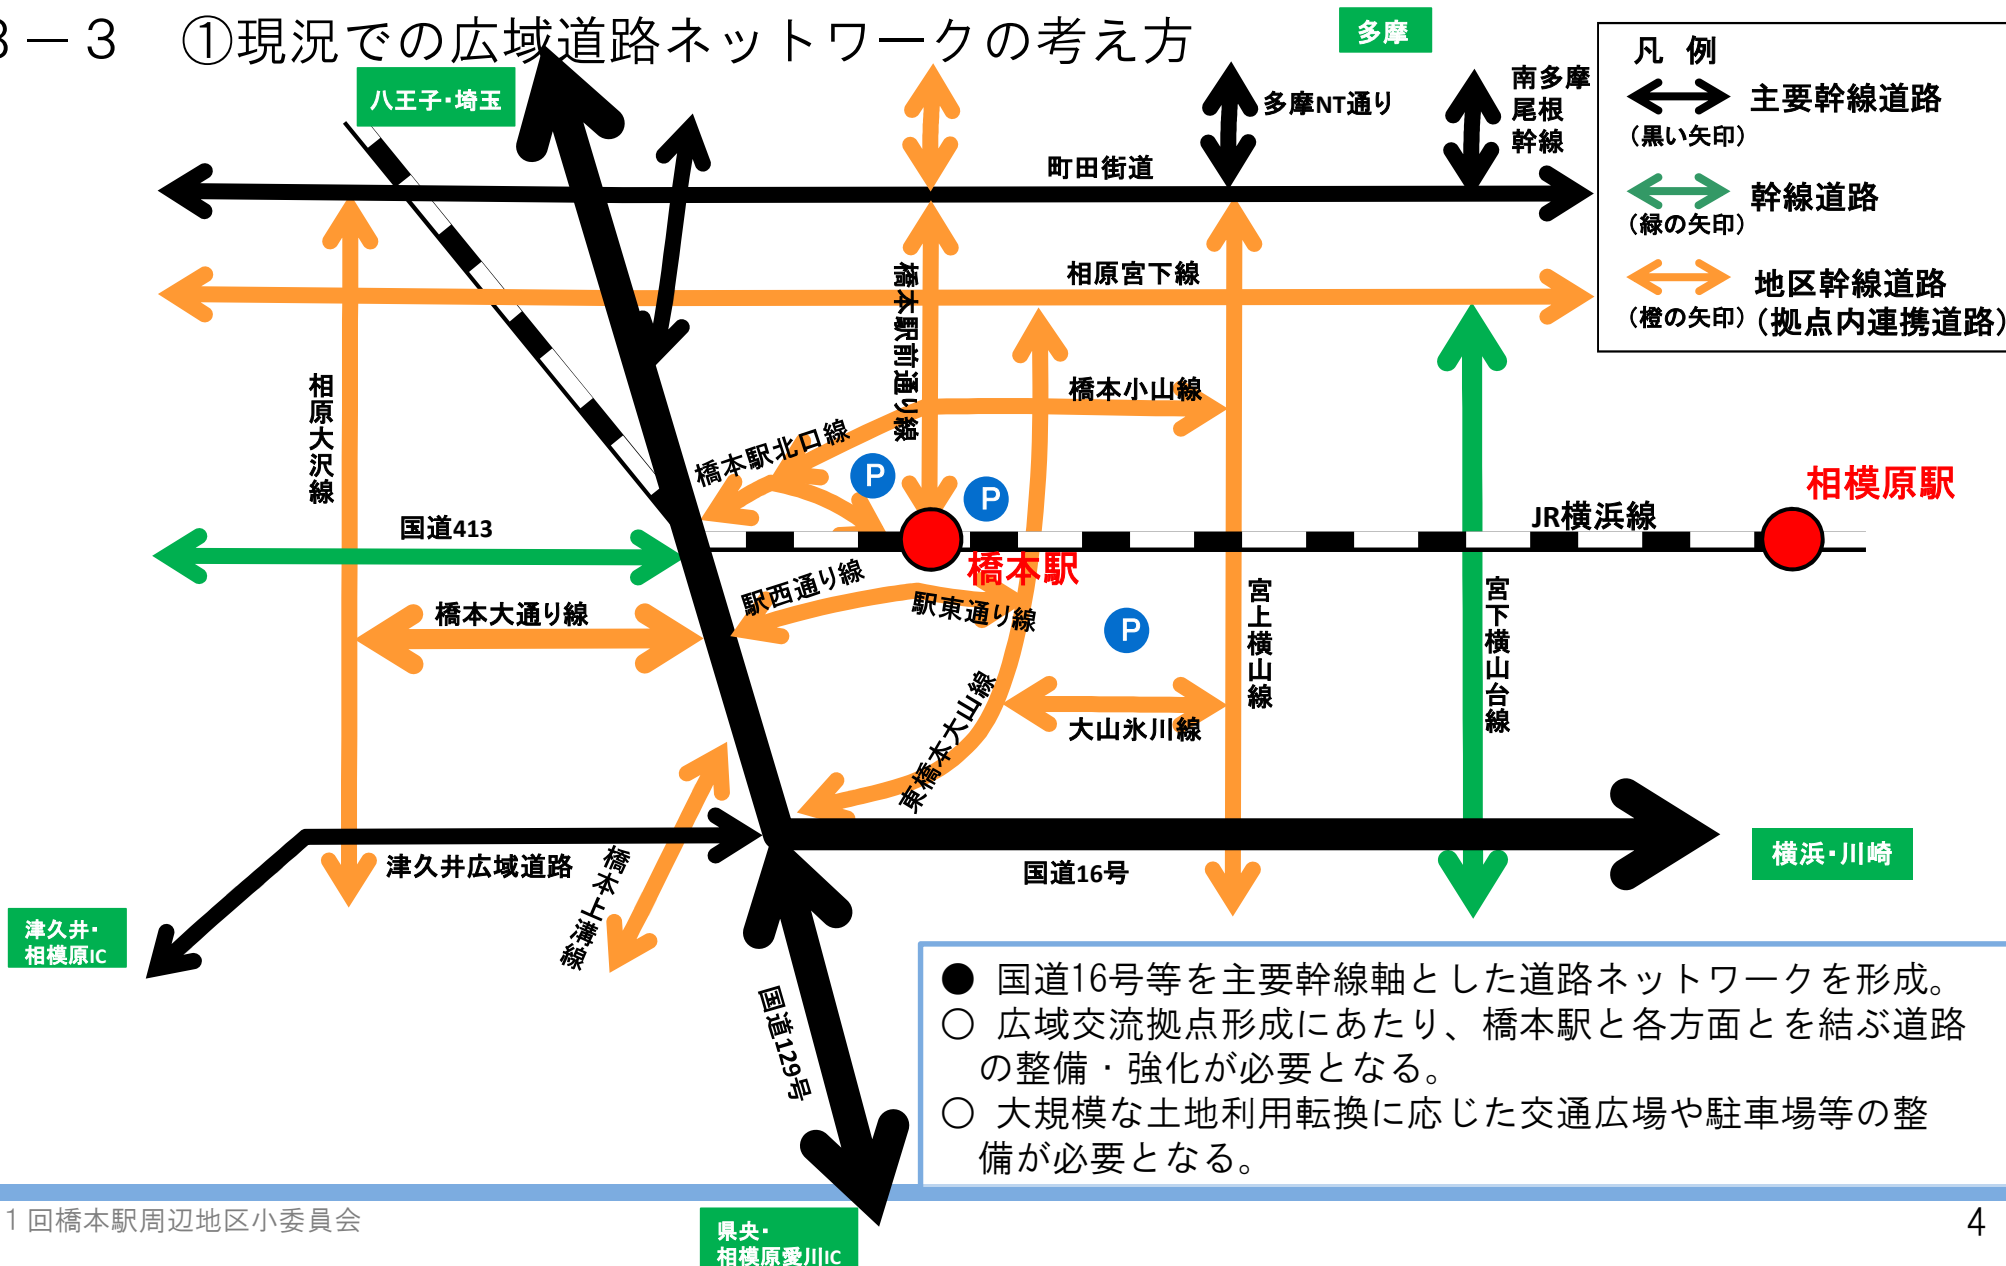 3－3 ①現況での広域道路ネットワークの考え方
多摩
八王子・埼玉
凡 例
主要幹線道路
（黒い矢印）
幹線道路
（緑の矢印）
地区幹線道路
（橙の矢印）（拠点内連携道路）
多摩NT通り
南多摩
尾根
幹線
町田街道
相原宮下線
橋本駅前通り線
相原大沢線
橋本小山線
橋本駅北口線
P
P
相模原駅
JR横浜線
国道413
橋本駅
駅西通り線
駅東通り線
橋本大通り線
P
宮上横山線
宮下横山台線
東橋本大山線
大山氷川線
津久井広域道路
橋本上溝線
国道16号
横浜・川崎
津久井・
相模原IC
国道129号
● 国道16号等を主要幹線軸とした道路ネットワークを形成。
○ 広域交流拠点形成にあたり、橋本駅と各方面とを結ぶ道路
の整備・強化が必要となる。
○ 大規模な土地利用転換に応じた交通広場や駐車場等の整
備が必要となる。
1回橋本駅周辺地区小委員会
4
県央・
相模原愛川IC